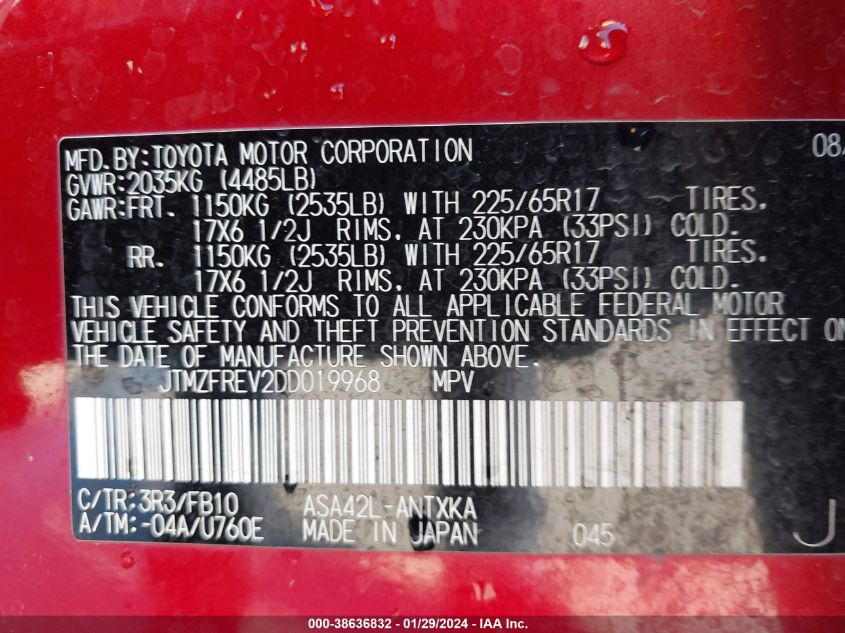 MFD. BY: TOYOTA MOTOR CORPORATION 08/
GVWR: 2035KG (4485LB)
GAWR: FRT. 1150KG (2535LB) WITH 225/65R17 TIRES.
17X6 1/2J RIMS, AT 230KPA (33PSI) COLD.
RR. 1150KG (2535LB) WITH 225/65R17 TIRES.
17X6 1/2J RIMS, AT 230KPA (33PSI) COLD.
THIS VEHICLE CONFORMS TO ALL APPLICABLE FEDERAL MOTOR
VEHICLE SAFETY AND THEFT PREVENTION STANDARDS IN EFFECT ON
THE DATE OF MANUFACTURE SHOWN ABOVE.
JTMZFREV2DD019968 MPV
C/TR: 3R3/FB10 ASA42L-ANTXKA
A/TM: -04A/U760E MADE IN JAPAN 045 J
000-38636832 - 01/29/2024 - IAA Inc.